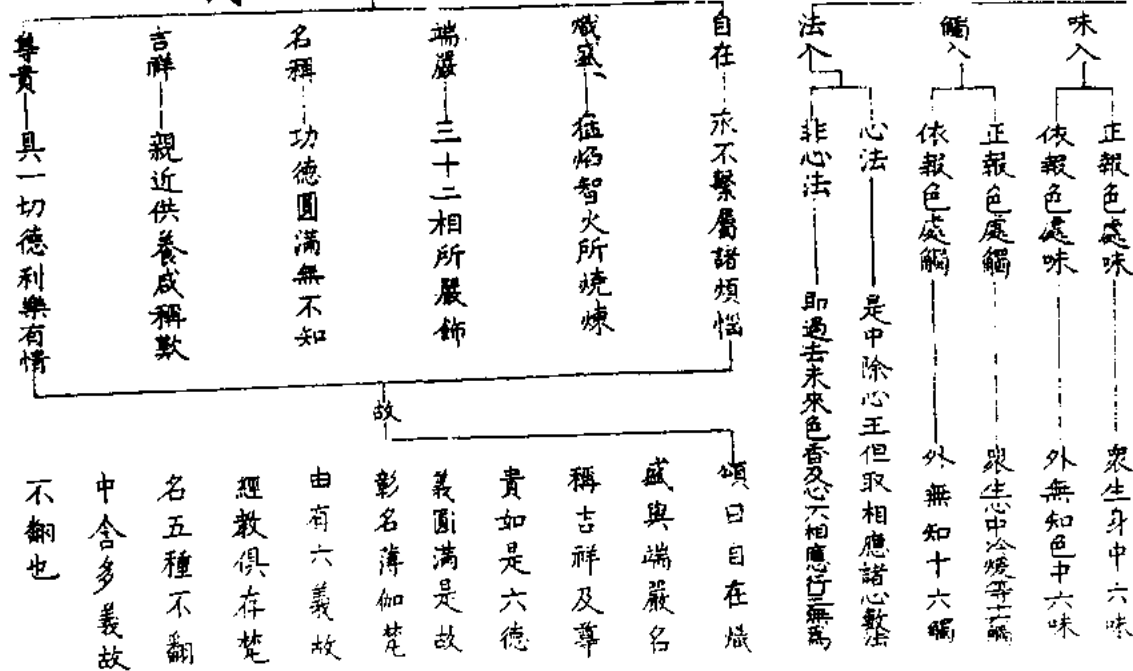 味入
正報色處味
眾生身中六味
依報色處味
外無知色中六味
觸入
正報色處觸
眾生
中冷煖等十六觸
依報色處觸
外無知十六觸
法入
心法
是中除心王但取相應諸心數法
非心法
即過去未來色香及心不相應行三無爲
自在
永不繫屬諸煩惱
熾盛
猛焰智火所燒煉
端嚴
三十二相所嚴飾
名稱
功德圓滿無不知
吉祥
親近供養咸稱歎
尊貴
具一切德利樂有情
故
頌曰自在熾
盛與端嚴名
稱吉祥及尊
貴如是六德
義圓滿是故
彰名薄伽梵
由有六義故
經教俱存梵
名五種不翻
中含多義故
不翻也